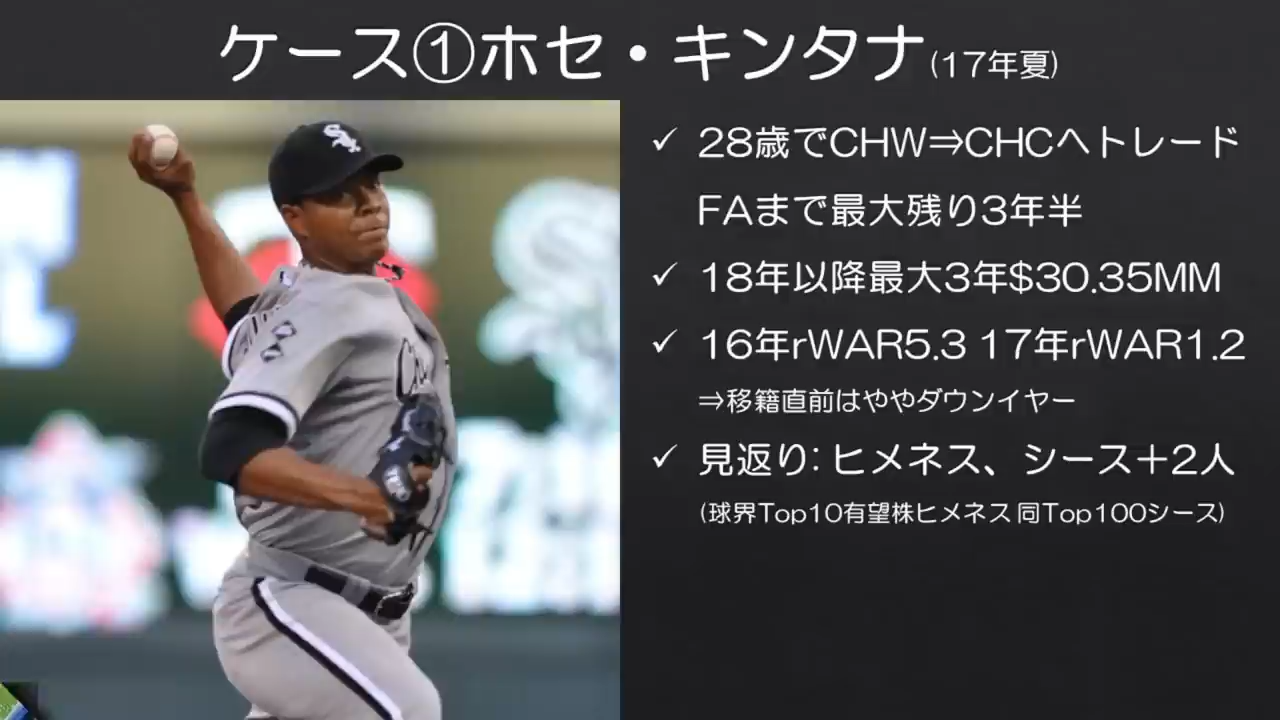 ケース①ホセ・キンタナ(17年夏)
✓ 28歳でCHW⇒CHCへトレード
FAまで最大残り3年半
✓ 18年以降最大3年$30.35MM
✓ 16年rWAR5.3 17年rWAR1.2
⇒移籍直前はややダウンイヤー
✓ 見返り:ヒメネス、シース+2人
(球界Top10有望株ヒメネス 同Top100シース)